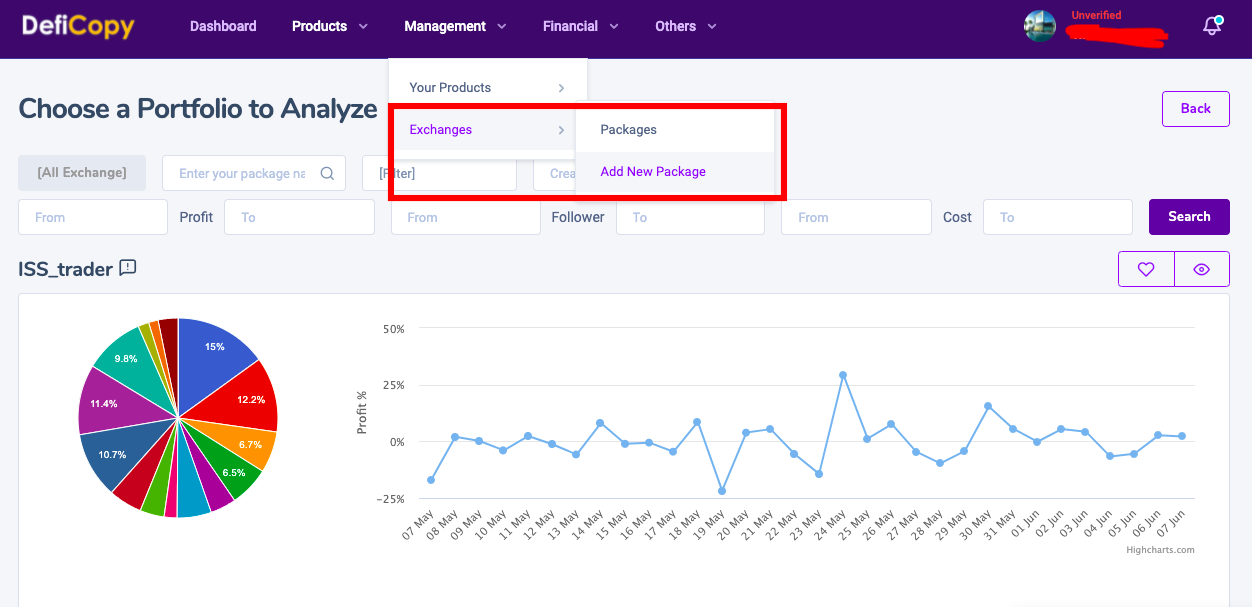 DefiCopy
Dashboard
Products
Management
Financial
Others
Unverified
Your Products
Exchanges
Packages
Add New Package
Choose a Portfolio to Analyze
Back
[All Exchange]
Enter your package na
[Filter]
Crea
From
Profit
To
From
Follower
To
From
Cost
To
Search
ISS_trader
15%
12.2%
6.7%
6.5%
10.7%
11.4%
9.8%
Profit %
50%
25%
0%
−25%
07 May
08 May
09 May
10 May
11 May
12 May
13 May
14 May
15 May
16 May
17 May
18 May
19 May
20 May
21 May
22 May
23 May
24 May
25 May
26 May
27 May
28 May
29 May
30 May
31 May
01 Jun
02 Jun
03 Jun
04 Jun
05 Jun
06 Jun
07 Jun
Highcharts.com